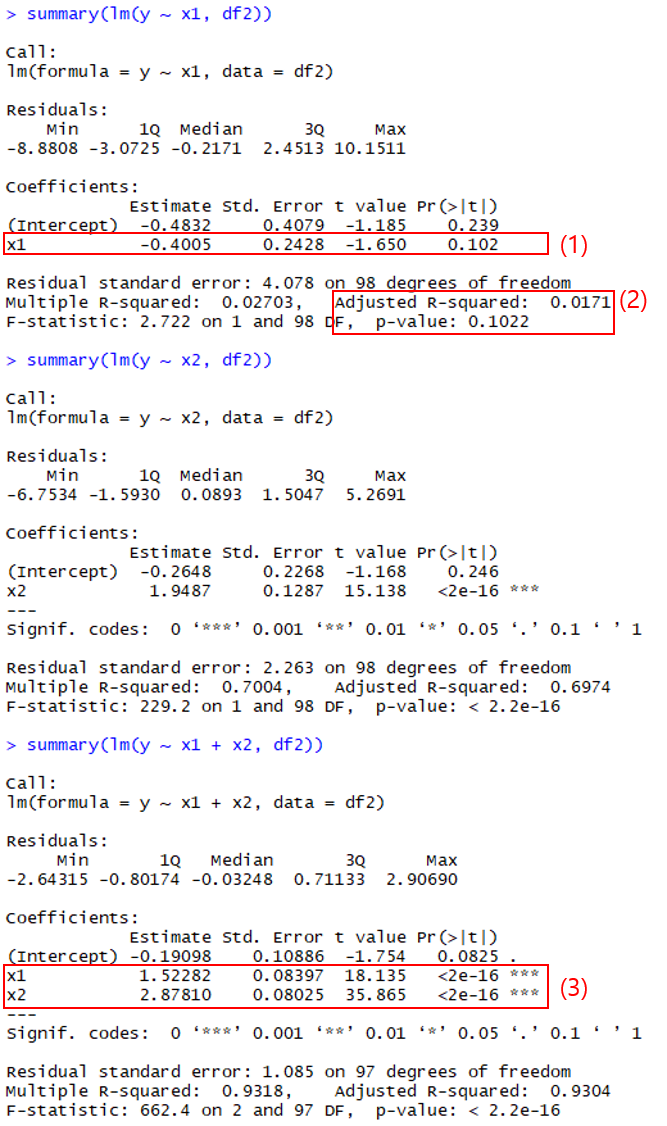 > summary(lm(y ~ x1, df2))
Call:
lm(formula = y ~ x1, data = df2)
Residuals:
    Min      1Q  Median      3Q     Max
-8.8808 -3.0725 -0.2171  2.4513 10.1511
Coefficients:
            Estimate Std. Error t value Pr(>|t|)
(Intercept)  -0.4832     0.4079  -1.185    0.239
x1           -0.4005     0.2428  -1.650    0.102 (1)
Residual standard error: 4.078 on 98 degrees of freedom
Multiple R-squared:  0.02703,   Adjusted R-squared:  0.0171 (2)
F-statistic: 2.722 on 1 and 98 DF,  p-value: 0.1022
> summary(lm(y ~ x2, df2))
Call:
lm(formula = y ~ x2, data = df2)
Residuals:
    Min      1Q  Median      3Q     Max
-6.7534 -1.5930  0.0893  1.5047  5.2691
Coefficients:
            Estimate Std. Error t value Pr(>|t|)
(Intercept)  -0.2648     0.2268  -1.168    0.246
x2            1.9487     0.1287  15.138   <2e-16 ***
---
Signif. codes:  0 ‘***’ 0.001 ‘**’ 0.01 ‘*’ 0.05 ‘.’ 0.1 ‘ ’ 1
Residual standard error: 2.263 on 98 degrees of freedom
Multiple R-squared:  0.7004,    Adjusted R-squared:  0.6974
F-statistic: 229.2 on 1 and 98 DF,  p-value: < 2.2e-16
> summary(lm(y ~ x1 + x2, df2))
Call:
lm(formula = y ~ x1 + x2, data = df2)
Residuals:
     Min       1Q   Median       3Q      Max
-2.64315 -0.80174 -0.03248  0.71133  2.90690
Coefficients:
            Estimate Std. Error t value Pr(>|t|)
(Intercept) -0.19098    0.10886  -1.754   0.0825 .
x1           1.52282    0.08397  18.135   <2e-16 ***
x2           2.87810    0.08025  35.865   <2e-16 *** (3)
---
Signif. codes:  0 ‘***’ 0.001 ‘**’ 0.01 ‘*’ 0.05 ‘.’ 0.1 ‘ ’ 1
Residual standard error: 1.085 on 97 degrees of freedom
Multiple R-squared:  0.9318,    Adjusted R-squared:  0.9304
F-statistic: 662.4 on 2 and 97 DF,  p-value: < 2.2e-16